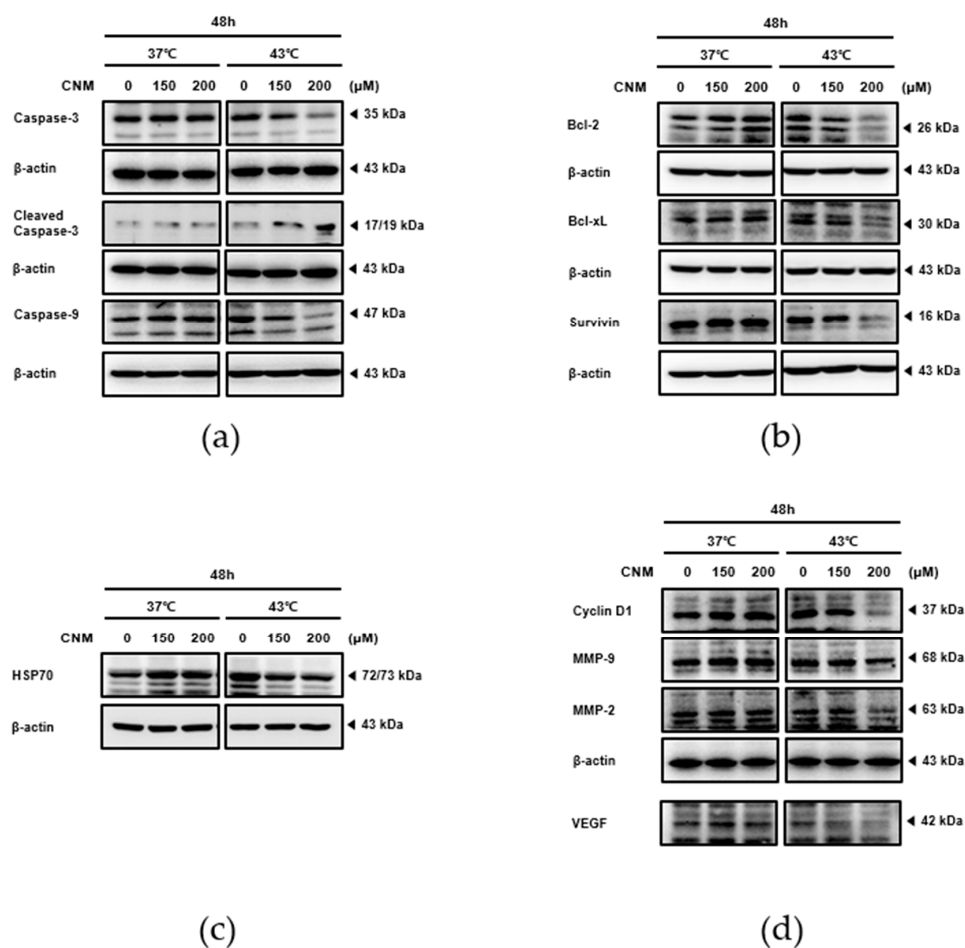 48h
37℃ 43℃
CNM 0 150 200 0 150 200 (μM)
Caspase-3 ◄ 35 kDa
β-actin ◄ 43 kDa
Cleaved
Caspase-3 ◄ 17/19 kDa
β-actin ◄ 43 kDa
Caspase-9 ◄ 47 kDa
β-actin ◄ 43 kDa
(a)
48h
37℃ 43℃
CNM 0 150 200 0 150 200 (μM)
Bcl-2 ◄ 26 kDa
β-actin ◄ 43 kDa
Bcl-xL ◄ 30 kDa
β-actin ◄ 43 kDa
Survivin ◄ 16 kDa
β-actin ◄ 43 kDa
(b)
48h
37℃ 43℃
CNM 0 150 200 0 150 200 (μM)
HSP70 ◄ 72/73 kDa
β-actin ◄ 43 kDa
(c)
48h
37℃ 43℃
CNM 0 150 200 0 150 200 (μM)
Cyclin D1 ◄ 37 kDa
MMP-9 ◄ 68 kDa
MMP-2 ◄ 63 kDa
β-actin ◄ 43 kDa
VEGF ◄ 42 kDa
(d)